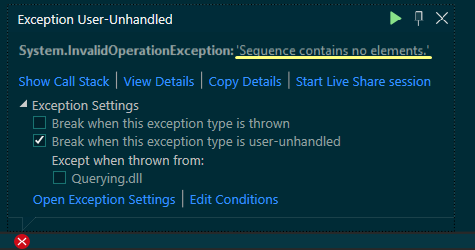 Exception User-Unhandled
System.InvalidOperationException: 'Sequence contains no elements.'
Show Call Stack | View Details | Copy Details | Start Live Share session
Exception Settings
Break when this exception type is thrown
Break when this exception type is user-unhandled
Except when thrown from:
Querying.dll
Open Exception Settings | Edit Conditions